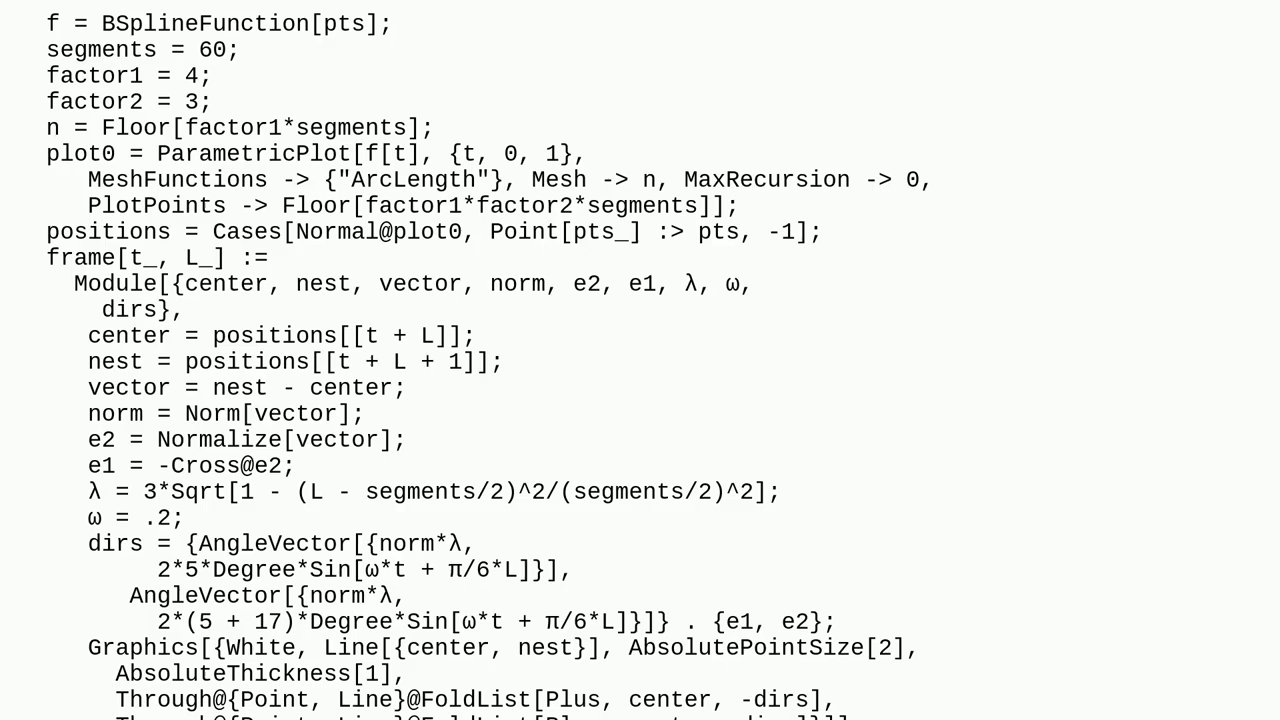 f = BSplineFunction[pts];
segments = 60;
factor1 = 4;
factor2 = 3;
n = Floor[factor1*segments];
plot0 = ParametricPlot[f[t], {t, 0, 1},
MeshFunctions -> {"ArcLength"}, Mesh -> n, MaxRecursion -> 0,
PlotPoints -> Floor[factor1*factor2*segments]];
positions = Cases[Normal@plot0, Point[pts_] :> pts, -1];
frame[t_, L_] :=
Module[{center, nest, vector, norm, e2, e1, λ, ω,
dirs},
center = positions[[t + L]];
nest = positions[[t + L + 1]];
vector = nest - center;
norm = Norm[vector];
e2 = Normalize[vector];
e1 = -Cross@e2;
λ = 3*Sqrt[1 - (L - segments/2)^2/(segments/2)^2];
ω = .2;
dirs = {AngleVector[{norm*λ,
2*5*Degree*Sin[ω*t + π/6*L]}],
AngleVector[{norm*λ,
2*(5 + 17)*Degree*Sin[ω*t + π/6*L]}]} . {e1, e2};
Graphics[{White, Line[{center, nest}], AbsolutePointSize[2],
AbsoluteThickness[1],
Through@{Point, Line}@FoldList[Plus, center, -dirs],